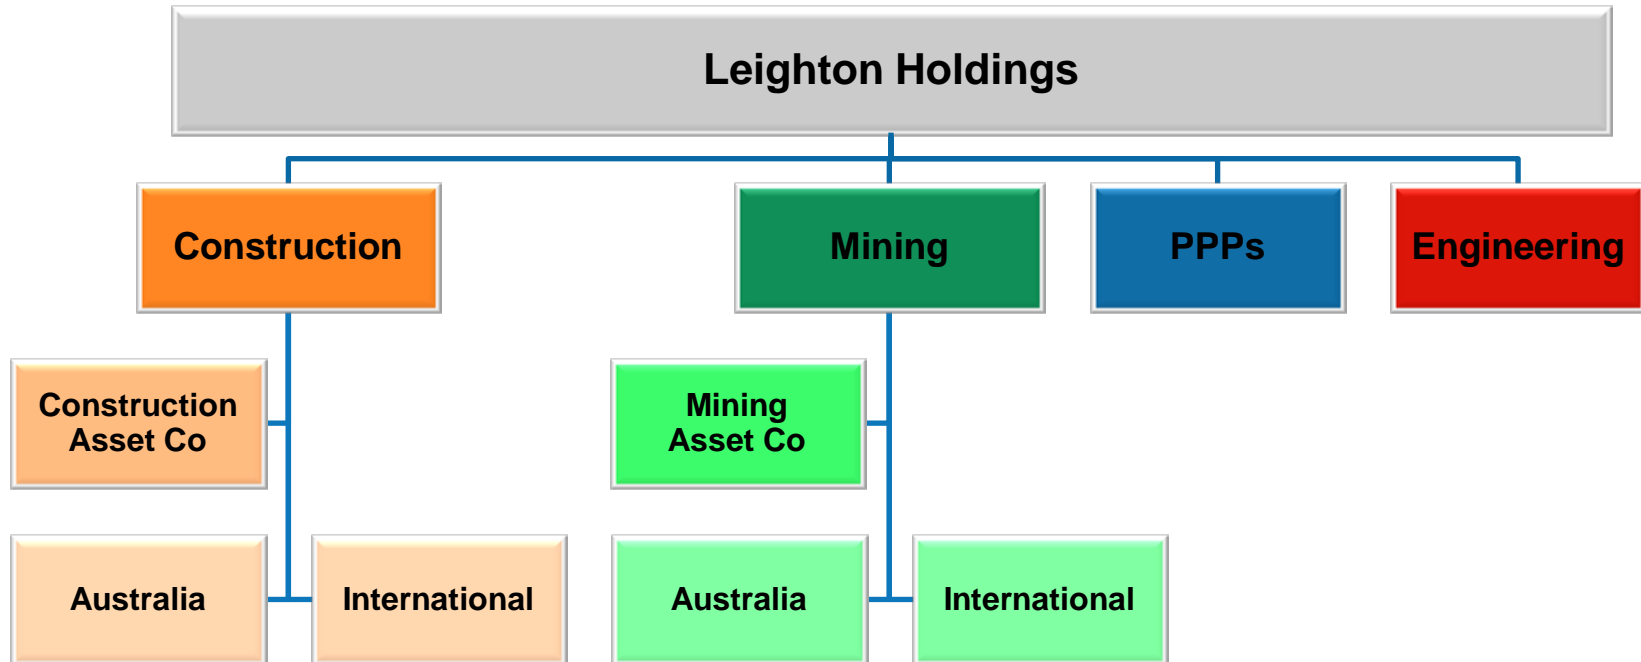 Leighton Holdings
Construction
Mining
PPPs
Engineering
Construction
Asset Co
Mining
Asset Co
Australia
International
Australia
International